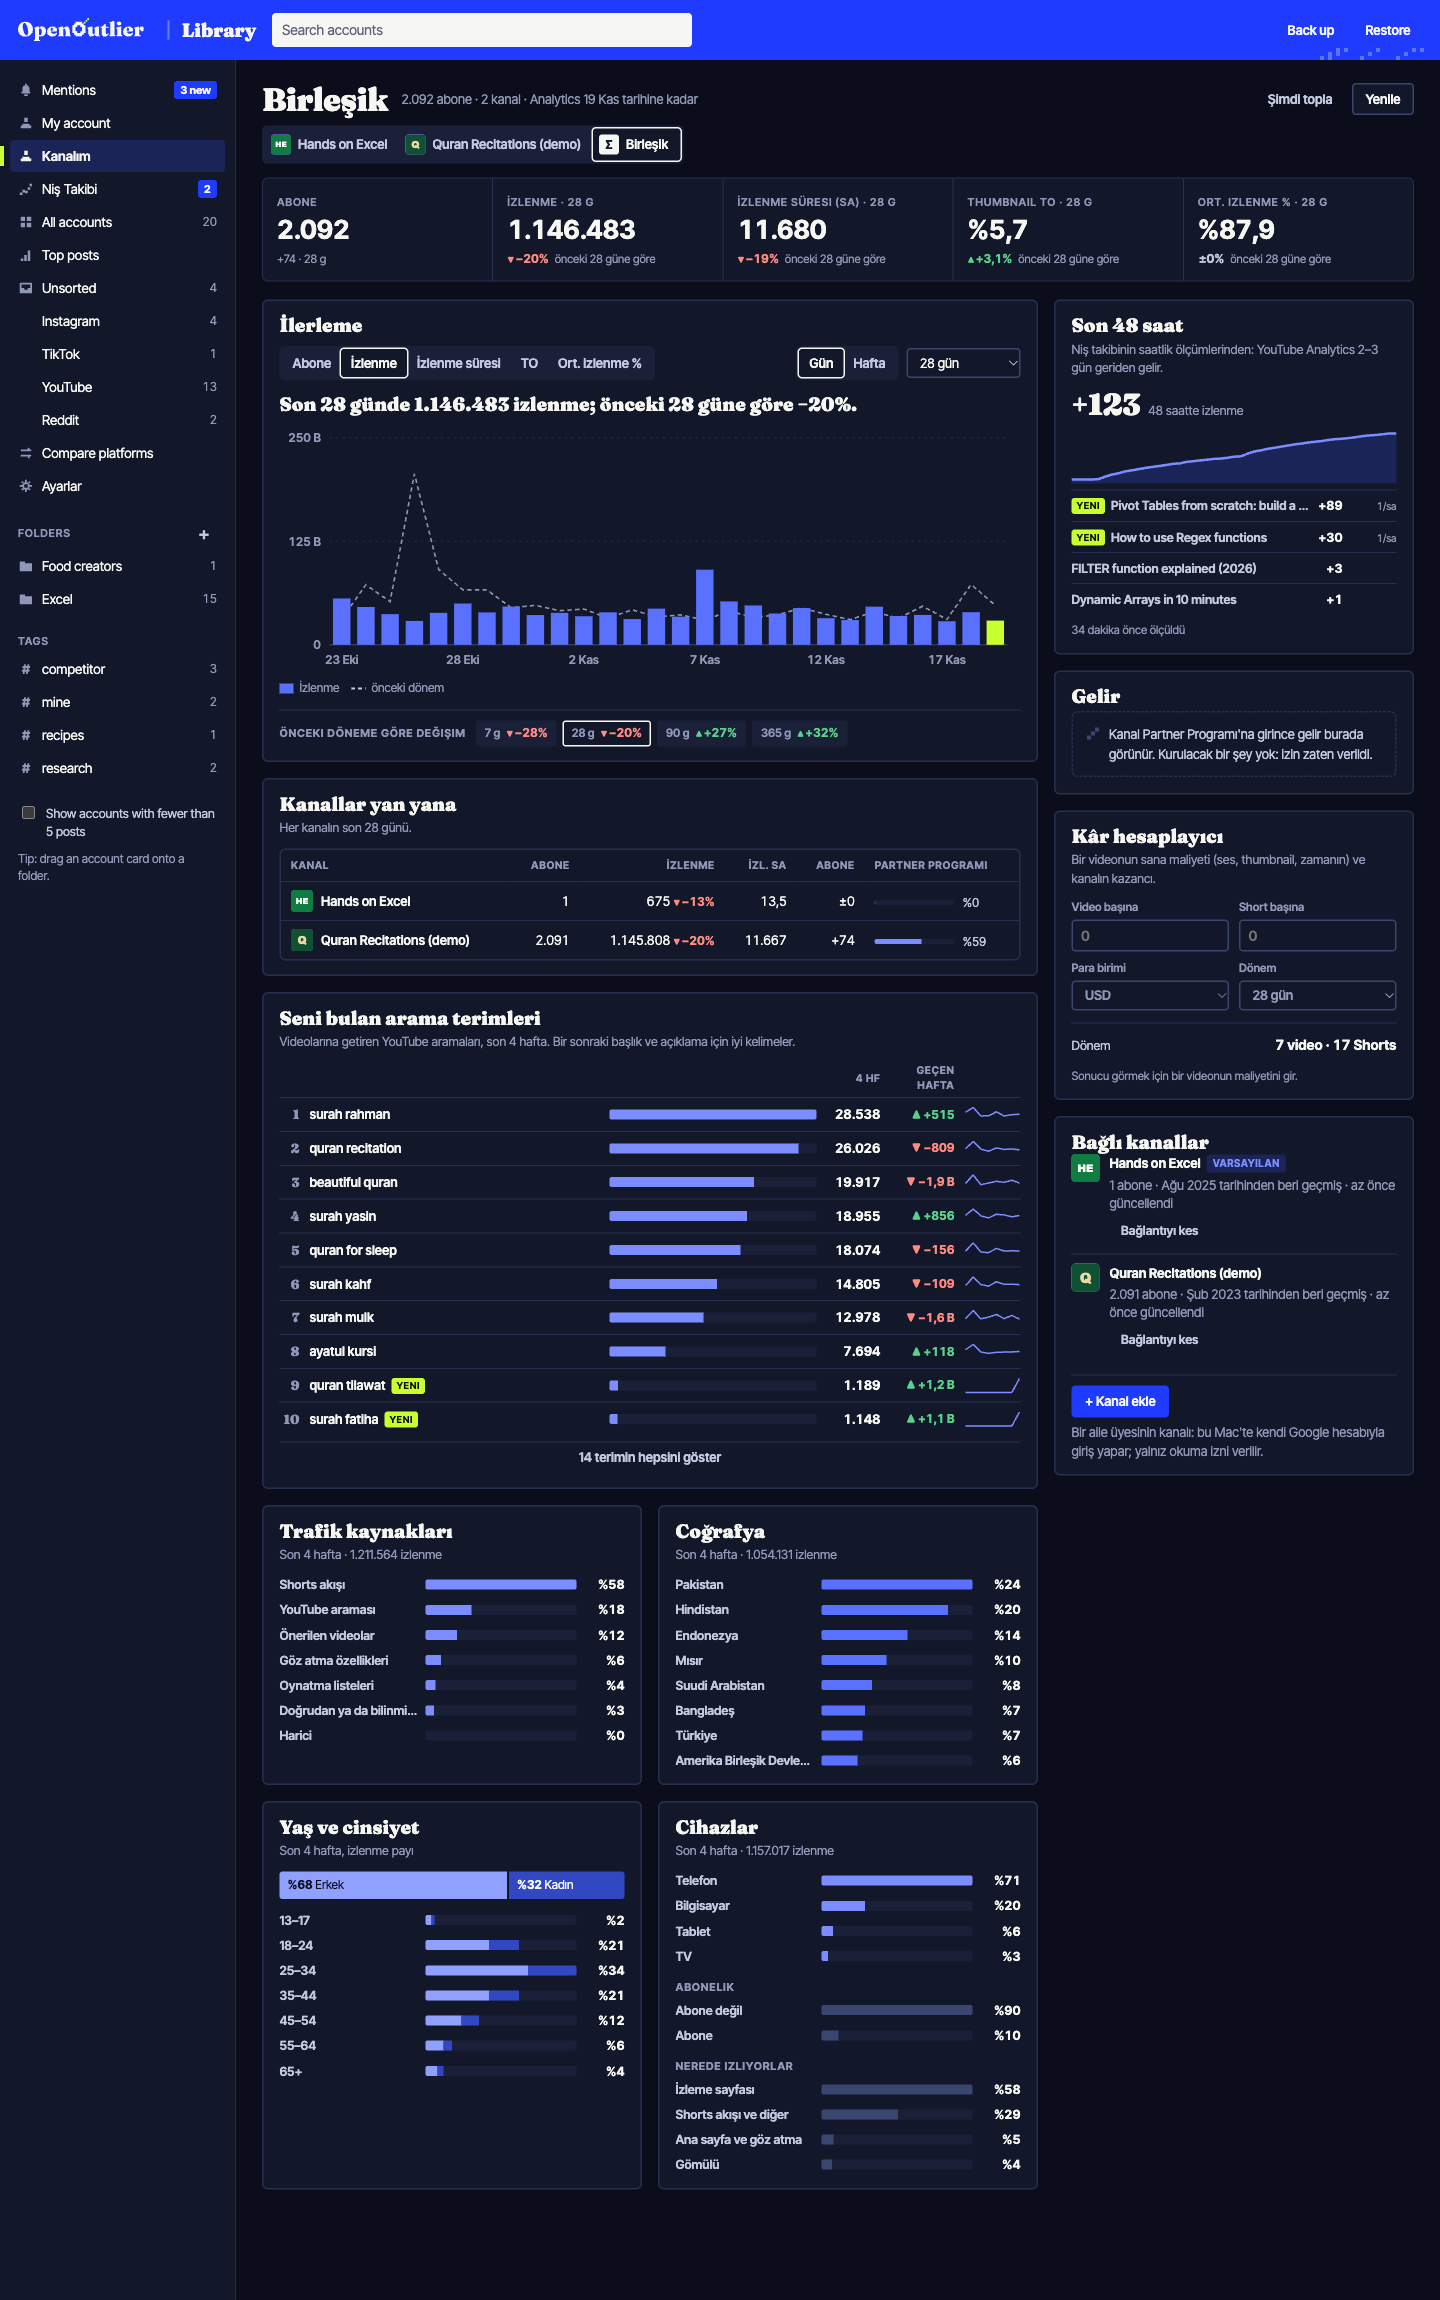 OpenOutlier | Library
Search accounts
Back up
Restore
Mentions 3 new
My account
Kanalım
Niş Takibi 2
All accounts 20
Top posts
Unsorted 4
Instagram 4
TikTok 1
YouTube 13
Reddit 2
Compare platforms
Ayarlar
FOLDERS +
Food creators 1
Excel 15
TAGS
# competitor 3
# mine 2
# recipes 1
# research 2
Show accounts with fewer than
5 posts
Tip: drag an account card onto a
folder.
Birleşik 2.092 abone · 2 kanal · Analytics 19 Kas tarihine kadar
Şimdi topla
Yenile
HE Hands on Excel
Q Quran Recitations (demo)
Σ Birleşik
ABONE
2.092
+74 · 28 g
İZLENME · 28 G
1.146.483
▼−20% önceki 28 güne göre
İZLENME SÜRESI (SA) · 28 G
11.680
▼−19% önceki 28 güne göre
THUMBNAIL TO · 28 G
%5,7
▲+3,1% önceki 28 güne göre
ORT. IZLENME % · 28 G
%87,9
±0% önceki 28 güne göre
İlerleme
Abone İzlenme İzlenme süresi TO Ort. izlenme %
Gün Hafta
28 gün
Son 28 günde 1.146.483 izlenme; önceki 28 güne göre −20%.
250 B
125 B
0
23 Eki 28 Eki 2 Kas 7 Kas 12 Kas 17 Kas
İzlenme önceki dönem
ÖNCEKI DÖNEME GÖRE DEĞIŞIM 7 g ▼−28% 28 g ▼−20% 90 g ▲+27% 365 g ▲+32%
Kanallar yan yana
Her kanalın son 28 günü.
KANAL ABONE İZLENME İZL. SA ABONE PARTNER PROGRAMI
HE Hands on Excel 1 675 ▼−13% 13,5 ±0 %0
Q Quran Recitations (demo) 2.091 1.145.808 ▼−20% 11.667 +74 %59
Seni bulan arama terimleri
Videolarına getiren YouTube aramaları, son 4 hafta. Bir sonraki başlık ve açıklama için iyi kelimeler.
4 HF GEÇEN
HAFTA
1 surah rahman 28.538 ▲+515
2 quran recitation 26.026 ▼−809
3 beautiful quran 19.917 ▼−1,9 B
4 surah yasin 18.955 ▲+856
5 quran for sleep 18.074 ▼−156
6 surah kahf 14.805 ▼−109
7 surah mulk 12.978 ▼−1,6 B
8 ayatul kursi 7.694 ▲+118
9 quran tilawat YENİ 1.189 ▲+1,2 B
10 surah fatiha YENİ 1.148 ▲+1,1 B
14 terimin hepsini göster
Trafik kaynakları
Son 4 hafta · 1.211.564 izlenme
Shorts akışı %58
YouTube araması %18
Önerilen videolar %12
Göz atma özellikleri %6
Oynatma listeleri %4
Doğrudan ya da bilinmi... %3
Harici %0
Coğrafya
Son 4 hafta · 1.054.131 izlenme
Pakistan %24
Hindistan %20
Endonezya %14
Mısır %10
Suudi Arabistan %8
Bangladeş %7
Türkiye %7
Amerika Birleşik Devle... %6
Yaş ve cinsiyet
Son 4 hafta, izlenme payı
%68 Erkek %32 Kadın
13–17 %2
18–24 %21
25–34 %34
35–44 %21
45–54 %12
55–64 %6
65+ %4
Cihazlar
Son 4 hafta · 1.157.017 izlenme
Telefon %71
Bilgisayar %20
Tablet %6
TV %3
ABONELIK
Abone değil %90
Abone %10
NEREDE IZLIYORLAR
İzleme sayfası %58
Shorts akışı ve diğer %29
Ana sayfa ve göz atma %5
Gömülü %4
Son 48 saat
Niş takibinin saatlik ölçümlerinden: YouTube Analytics 2–3
gün geriden gelir.
+123 48 saatte izlenme
YENİ Pivot Tables from scratch: build a ... +89 1/sa
YENİ How to use Regex functions +30 1/sa
FILTER function explained (2026) +3
Dynamic Arrays in 10 minutes +1
34 dakika önce ölçüldü
Gelir
Kanal Partner Programı'na girince gelir burada
görünür. Kurulacak bir şey yok: izin zaten verildi.
Kâr hesaplayıcı
Bir videonun sana maliyeti (ses, thumbnail, zamanın) ve
kanalın kazancı.
Video başına Short başına
0 0
Para birimi Dönem
USD 28 gün
Dönem 7 video · 17 Shorts
Sonucu görmek için bir videonun maliyetini gir.
Bağlı kanallar
HE Hands on Excel VARSAYILAN
1 abone · Ağu 2025 tarihinden beri geçmiş · az önce
güncellendi
Bağlantıyı kes
Q Quran Recitations (demo)
2.091 abone · Şub 2023 tarihinden beri geçmiş · az
önce güncellendi
Bağlantıyı kes
+ Kanal ekle
Bir aile üyesinin kanalı: bu Mac'te kendi Google hesabıyla
giriş yapar; yalnız okuma izni verilir.